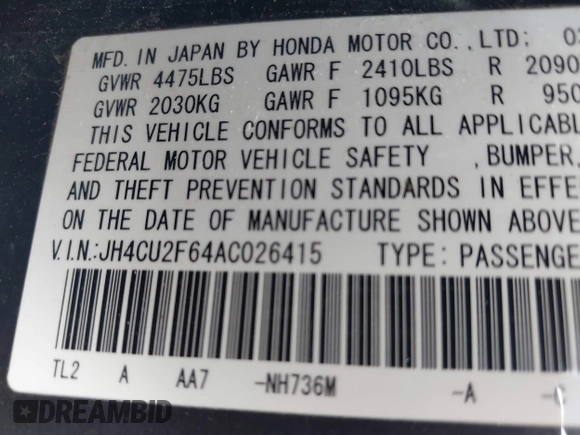 MFD. IN JAPAN BY HONDA MOTOR CO.,LTD; 0
GVWR 4475LBS GAWR F 2410LBS R 2090
GVWR 2030KG GAWR F 1095KG R 950
THIS VEHICLE CONFORMS TO ALL APPLICABL
FEDERAL MOTOR VEHICLE SAFETY ,BUMPER,
AND THEFT PREVENTION STANDARDS IN EFFE
ON THE DATE OF MANUFACTURE SHOWN ABOVE
V.I.N.:JH4CU2F64AC026415 TYPE: PASSENGE
TL2 A AA7 -NH736M -A -C
DREAMBID